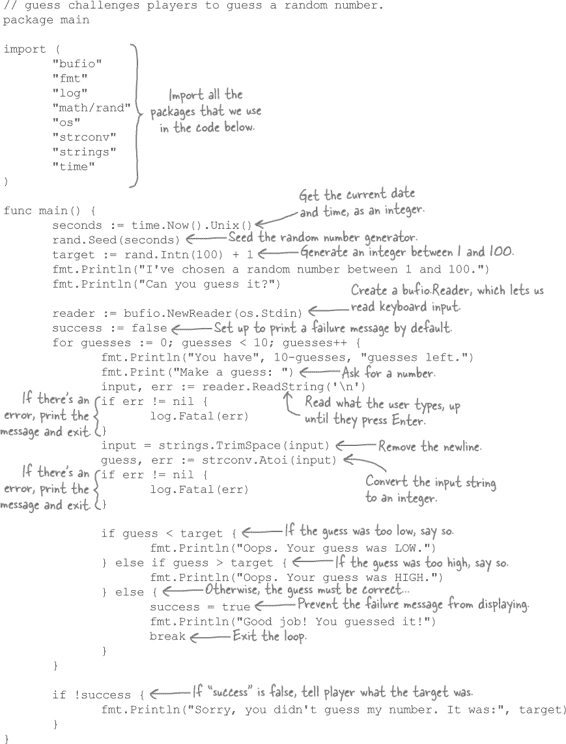 // guess challenges players to guess a random number.
package main
import (
"bufio"
"fmt"
"log"
"math/rand"
"os"
"strconv"
"strings"
"time"
)
Import all the
packages that we use
in the code below.
func main() {
Get the current date
and time, as an integer.
seconds := time.Now().Unix()
rand.Seed(seconds) Seed the random number generator.
target := rand.Intn(100) + 1 Generate an integer between 1 and 100.
fmt.Println("I've chosen a random number between 1 and 100.")
fmt.Println("Can you guess it?")
Create a bufio.Reader, which lets us
read keyboard input.
reader := bufio.NewReader(os.Stdin)
success := false Set up to print a failure message by default.
for guesses := 0; guesses < 10; guesses++ {
fmt.Println("You have", 10-guesses, "guesses left.")
fmt.Print("Make a guess: ") Ask for a number.
input, err := reader.ReadString('\n')
Read what the user types, up
until they press Enter.
If there's an
error, print the
message and exit.
if err != nil {
log.Fatal(err)
}
input = strings.TrimSpace(input) Remove the newline.
guess, err := strconv.Atoi(input)
Convert the input string
to an integer.
If there's an
error, print the
message and exit.
if err != nil {
log.Fatal(err)
}
if guess < target { If the guess was too low, say so.
fmt.Println("Oops. Your guess was LOW.")
} else if guess > target { If the guess was too high, say so.
fmt.Println("Oops. Your guess was HIGH.")
} else { Otherwise, the guess must be correct...
success = true Prevent the failure message from displaying.
fmt.Println("Good job! You guessed it!")
break Exit the loop.
}
}
if !success { If "success" is false, tell player what the target was.
fmt.Println("Sorry, you didn't guess my number. It was:", target)
}
}